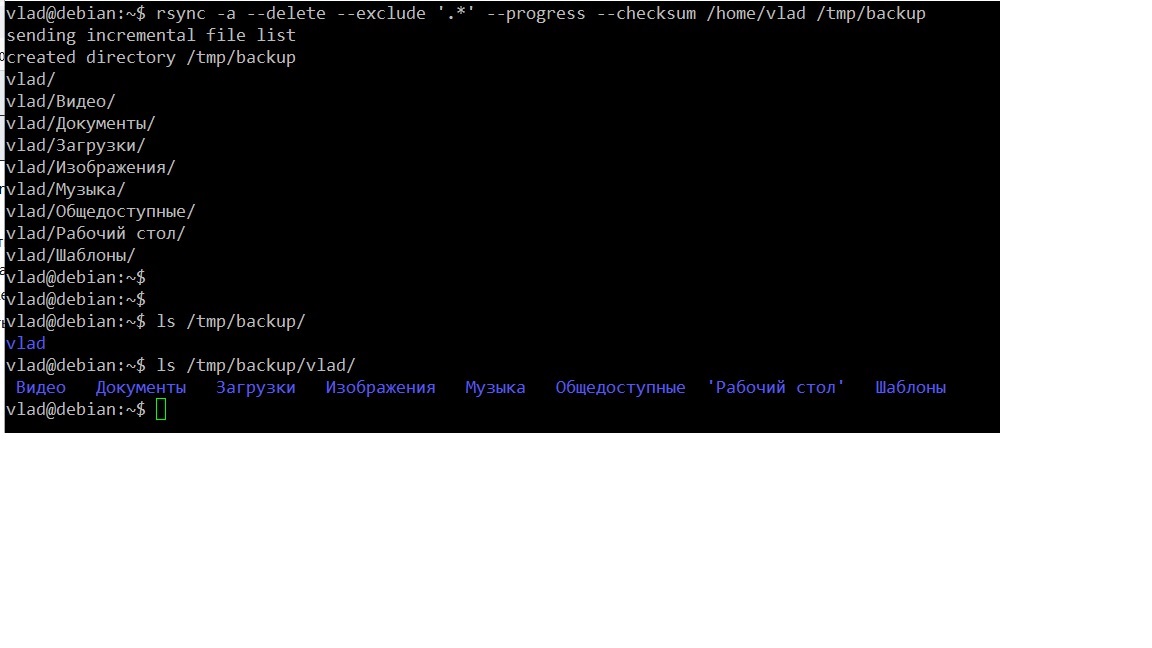 vlad@debian:~$ rsync -a --delete --exclude '.*' --progress --checksum /home/vlad /tmp/backup
sending incremental file list
created directory /tmp/backup
vlad/
vlad/Видео/
vlad/Документы/
vlad/Загрузки/
vlad/Изображения/
vlad/Музыка/
vlad/Общедоступные/
vlad/Рабочий стол/
vlad/Шаблоны/
vlad@debian:~$
vlad@debian:~$
vlad@debian:~$ ls /tmp/backup/
vlad
vlad@debian:~$ ls /tmp/backup/vlad/
Видео Документы Загрузки Изображения Музыка Общедоступные 'Рабочий стол' Шаблоны
vlad@debian:~$